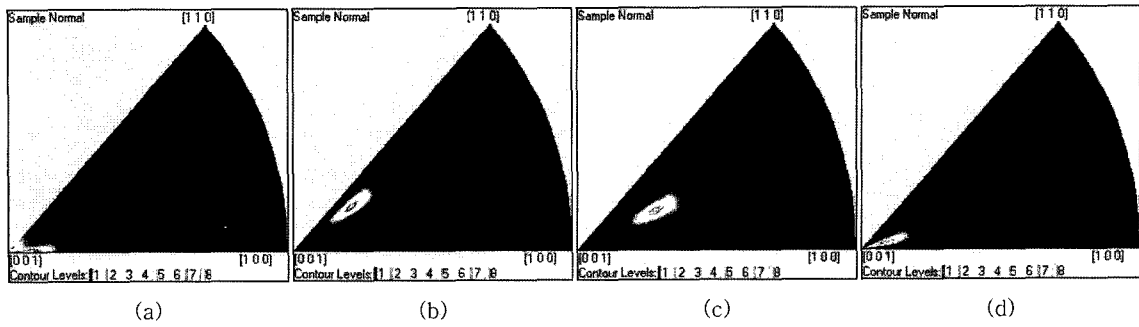 Sample Normal [1 1 0]
[0 0 1] [1 0 0]
Contour Levels: 1 2 3 4 5 6 7 8
(a)
Sample Normal [1 1 0]
[0 0 1] [1 0 0]
Contour Levels: 1 2 3 4 5 6 7 8
(b)
Sample Normal [1 1 0]
[0 0 1] [1 0 0]
Contour Levels: 1 2 3 4 5 6 7 8
(c)
Sample Normal [1 1 0]
[0 0 1] [1 0 0]
Contour Levels: 1 2 3 4 5 6 7 8
(d)